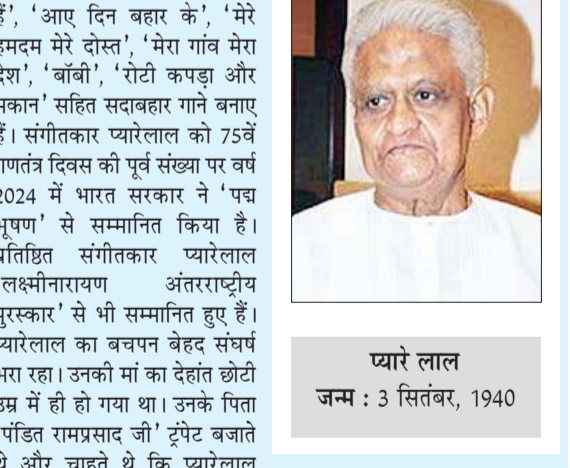 हैं', 'आए दिन बहार के', 'मेरे
हमदम मेरे दोस्त', 'मेरा गांव मेरा
देश', 'बॉबी', 'रोटी कपड़ा और
मकान' सहित सदाबहार गाने बनाए
हैं। संगीतकार प्यारेलाल को 75वें
गणतंत्र दिवस की पूर्व संख्या पर वर्ष
2024 में भारत सरकार ने 'पद्म
भूषण' से सम्मानित किया है।
प्रतिष्ठित संगीतकार प्यारेलाल
'लक्ष्मीनारायण अंतरराष्ट्रीय
पुरस्कार' से भी सम्मानित हुए हैं।
प्यारेलाल का बचपन बेहद संघर्ष
भरा रहा। उनकी मां का देहांत छोटी
उम्र में ही हो गया था। उनके पिता
'पंडित रामप्रसाद जी' ट्रंपेट बजाते
थे और चाहते थे कि प्यारेलाल
प्यारे लाल
जन्म : 3 सितंबर, 1940